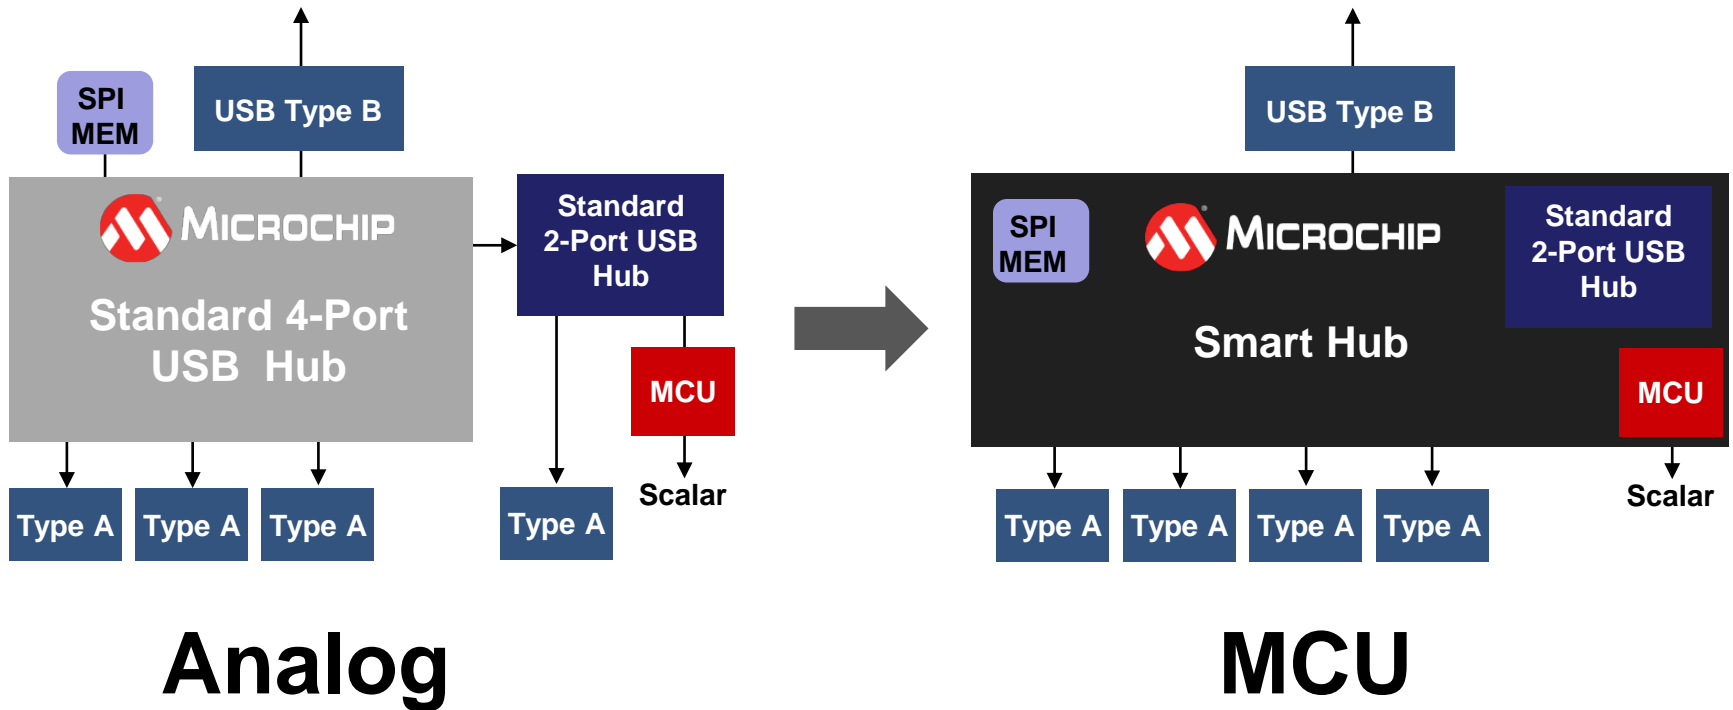 SPI
MEM
USB Type B
MICROCHIP
Standard 4-Port
USB Hub
Standard
2-Port USB
Hub
MCU
Scalar
Type A
Type A
Type A
Type A
Analog
USB Type B
SPI
MEM
MICROCHIP
Smart Hub
Standard
2-Port USB
Hub
MCU
Scalar
Type A
Type A
Type A
Type A
MCU